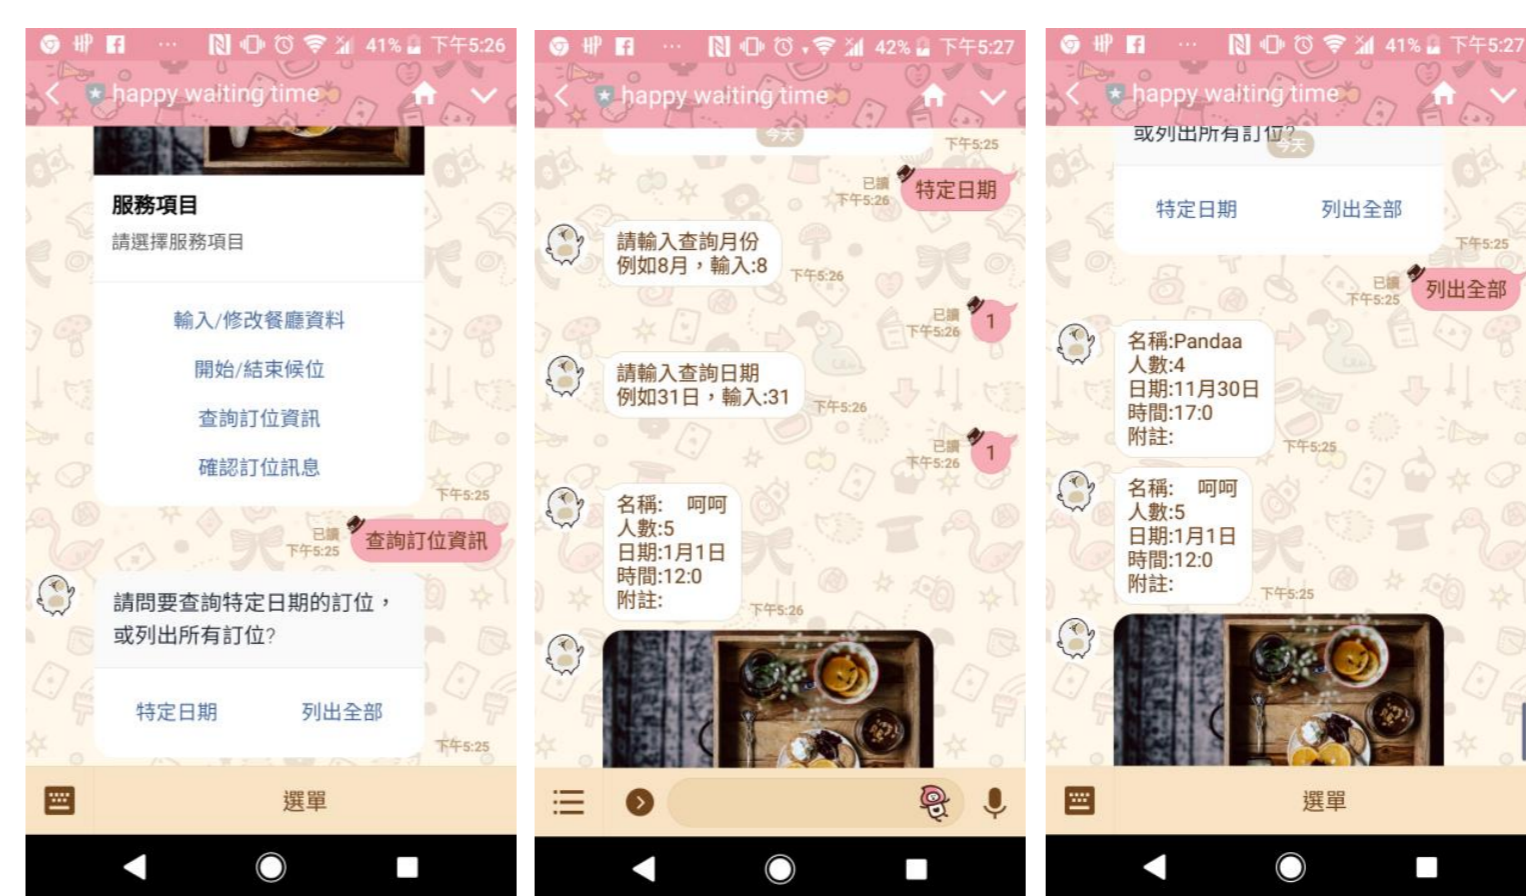 41% 下午5:26
happy waiting time
服務項目
請選擇服務項目
輸入/修改餐廳資料
開始/結束候位
查詢訂位資訊
確認訂位訊息
下午5:25
已讀
下午5:25
查詢訂位資訊
請問要查詢特定日期的訂位，
或列出所有訂位?
特定日期 列出全部
下午5:25
選單
42% 下午5:27
happy waiting time
今天
下午5:25
已讀
下午5:26
特定日期
請輸入查詢月份
例如8月，輸入:8
下午5:26
已讀
下午5:26
1
請輸入查詢日期
例如31日，輸入:31
下午5:26
已讀
下午5:26
1
名稱: 呵呵
人數:5
日期:1月1日
時間:12:0
附註:
下午5:26
41% 下午5:27
happy waiting time
或列出所有訂位?
今天
特定日期 列出全部
下午5:25
已讀
下午5:25
列出全部
名稱:Pandaa
人數:4
日期:11月30日
時間:17:0
附註:
下午5:25
名稱: 呵呵
人數:5
日期:1月1日
時間:12:0
附註:
下午5:25
選單